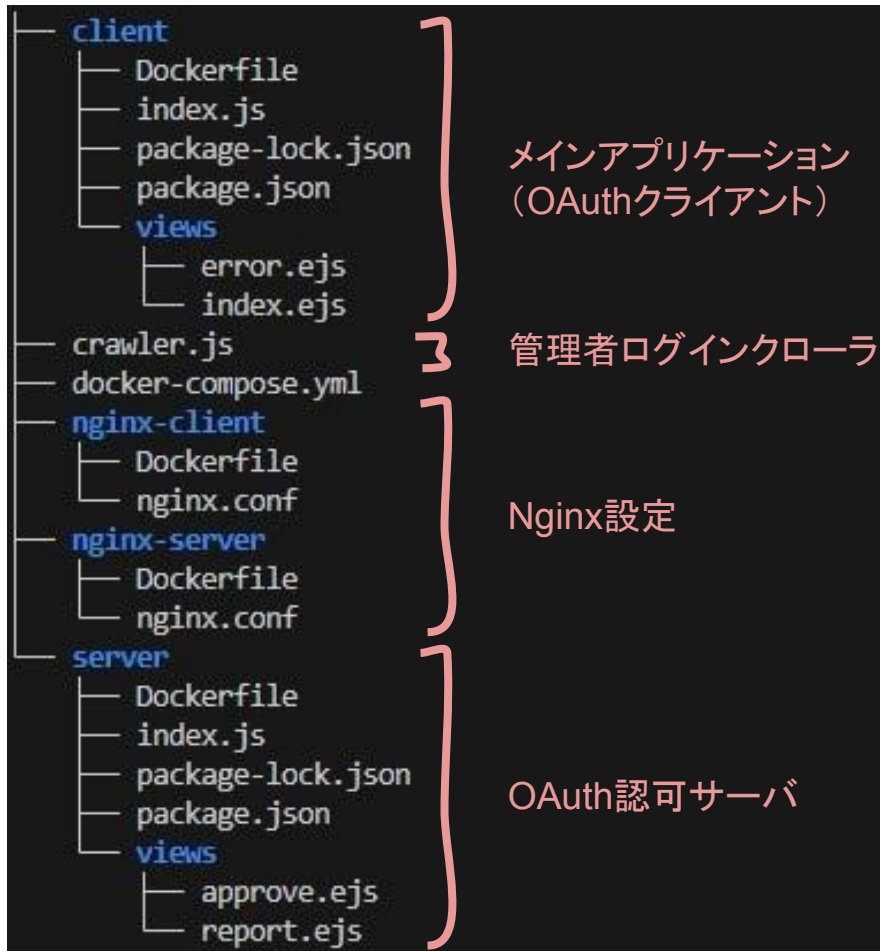 client
Dockerfile
index.js
package-lock.json
package.json
views
error.ejs
index.ejs
メインアプリケーション
（OAuthクライアント）
crawler.js
管理者ログインクローラ
docker-compose.yml
nginx-client
Dockerfile
nginx.conf
nginx-server
Dockerfile
nginx.conf
Nginx設定
server
Dockerfile
index.js
package-lock.json
package.json
views
approve.ejs
report.ejs
OAuth認可サーバ